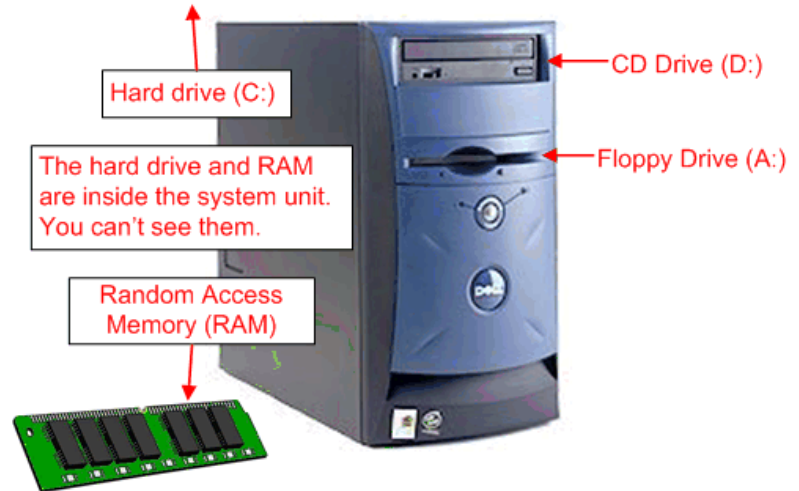 Hard drive (C:)
CD Drive (D:)
The hard drive and RAM
are inside the system unit.
You can't see them.
Floppy Drive (A:)
Random Access
Memory (RAM)
DELL